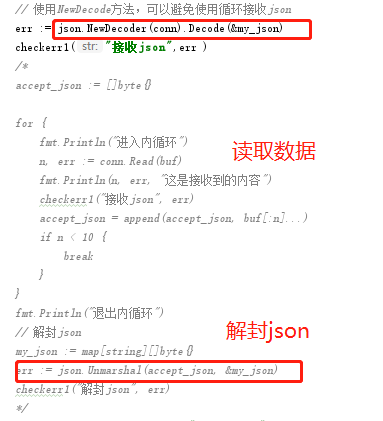 // 使用NewDecode方法，可以避免使用循环接收json
err := json.NewDecoder(conn).Decode(&my_json)
checkerr1( str: "接收json",err )
/*
accept_json := []byte{}
for {
fmt.Println("进入内循环")
n, err := conn.Read(buf)
读取数据
fmt.Println(n, err, "这是接收到的内容")
checkerr1("接收json", err)
accept_json = append(accept_json, buf[:n]...)
if n < 10 {
break
}
}
fmt.Println("退出内循环")
// 解封json
解封json
my_json := map[string][]byte{}
err := json.Unmarshal(accept_json, &my_json)
checkerr1("解封json", err)
*/